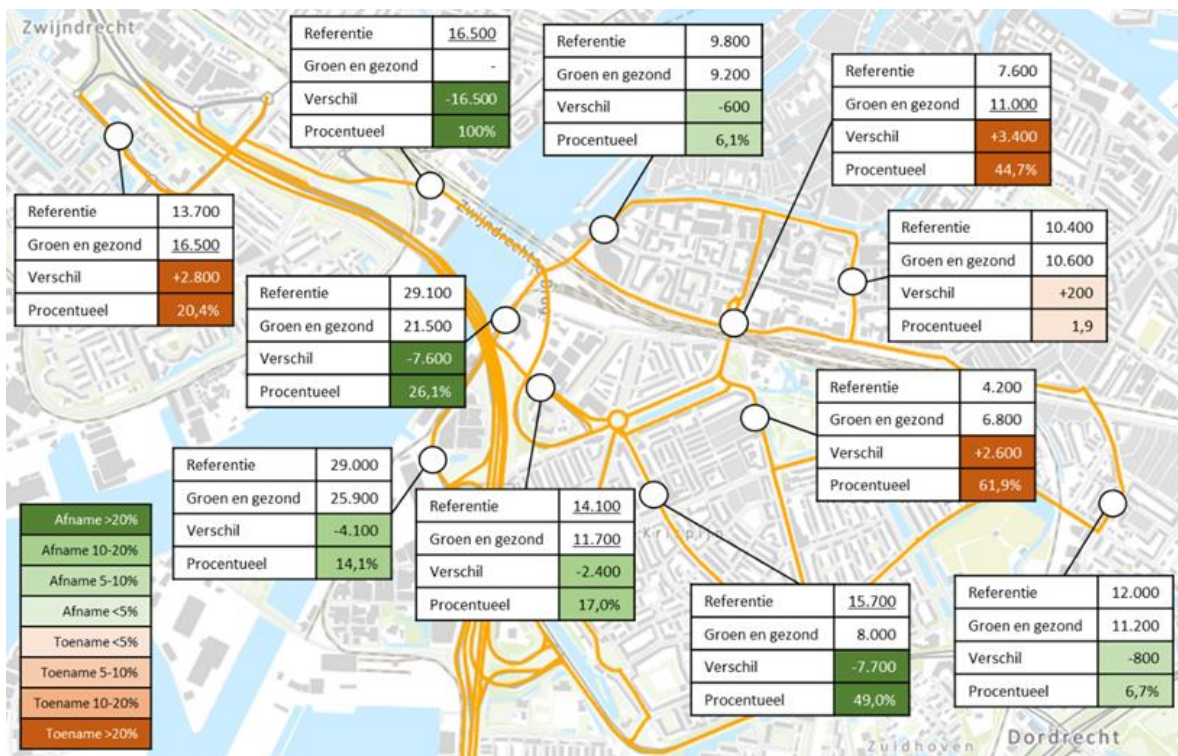 Zwijndrecht
Referentie 16.500
Groen en gezond -
Verschil -16.500
Procentueel 100%
Referentie 9.800
Groen en gezond 9.200
Verschil -600
Procentueel 6,1%
Referentie 7.600
Groen en gezond 11.000
Verschil +3.400
Procentueel 44,7%
Referentie 13.700
Groen en gezond 16.500
Verschil +2.800
Procentueel 20,4%
Referentie 10.400
Groen en gezond 10.600
Verschil +200
Procentueel 1,9
Referentie 29.100
Groen en gezond 21.500
Verschil -7.600
Procentueel 26,1%
Referentie 4.200
Groen en gezond 6.800
Verschil +2.600
Procentueel 61,9%
Referentie 29.000
Groen en gezond 25.900
Verschil -4.100
Procentueel 14,1%
Referentie 14.100
Groen en gezond 11.700
Verschil -2.400
Procentueel 17,0%
Krispijn
Referentie 15.700
Groen en gezond 8.000
Verschil -7.700
Procentueel 49,0%
Referentie 12.000
Groen en gezond 11.200
Verschil -800
Procentueel 6,7%
Afname >20%
Afname 10-20%
Afname 5-10%
Afname <5%
Toename <5%
Toename 5-10%
Toename 10-20%
Toename >20%
Zuidhoven
Dordrecht